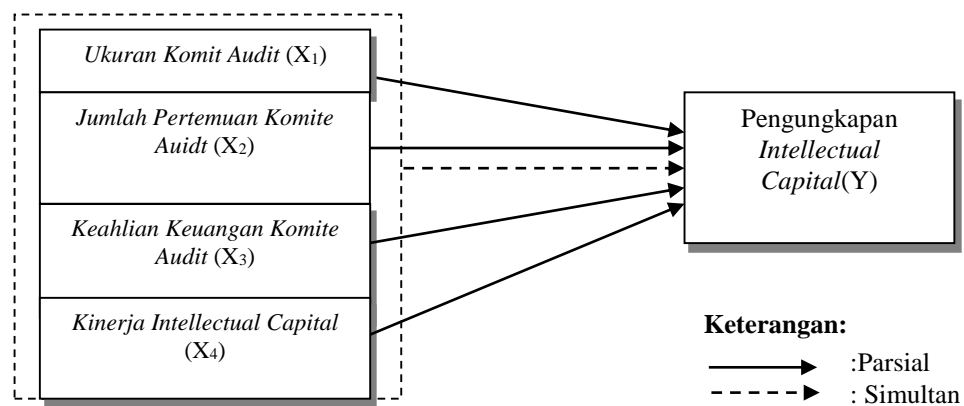 Ukuran Komit Audit (X1)
Jumlah Pertemuan Komite
Auidt (X2)
Keahlian Keuangan Komite
Audit (X3)
Kinerja Intellectual Capital
(X4)
Pengungkapan
Intellectual
Capital(Y)
Keterangan:
:Parsial
: Simultan